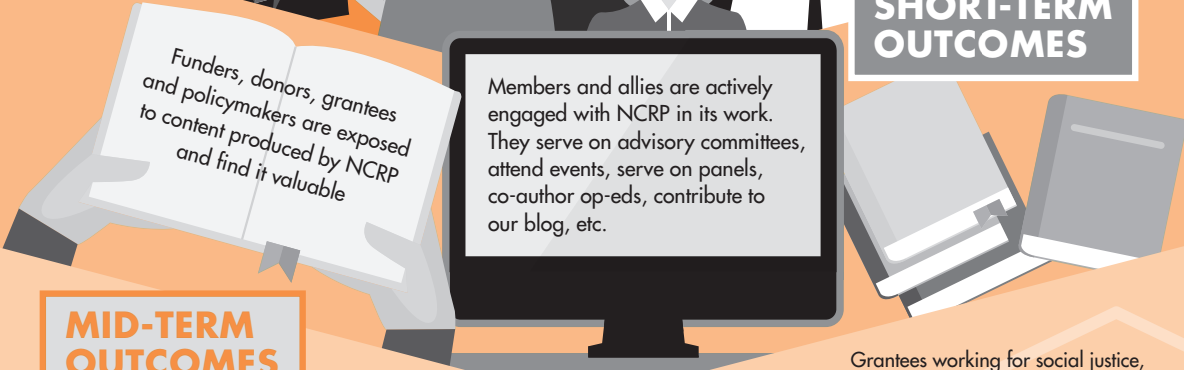 SHORT-TERM
OUTCOMES
Funders, donors, grantees
and policymakers are exposed
to content produced by NCRP
and find it valuable
Members and allies are actively
engaged with NCRP in its work.
They serve on advisory committees,
attend events, serve on panels,
co-author op-eds, contribute to
our blog, etc.
MID-TERM
OUTCOMES
Grantees working for social justice,